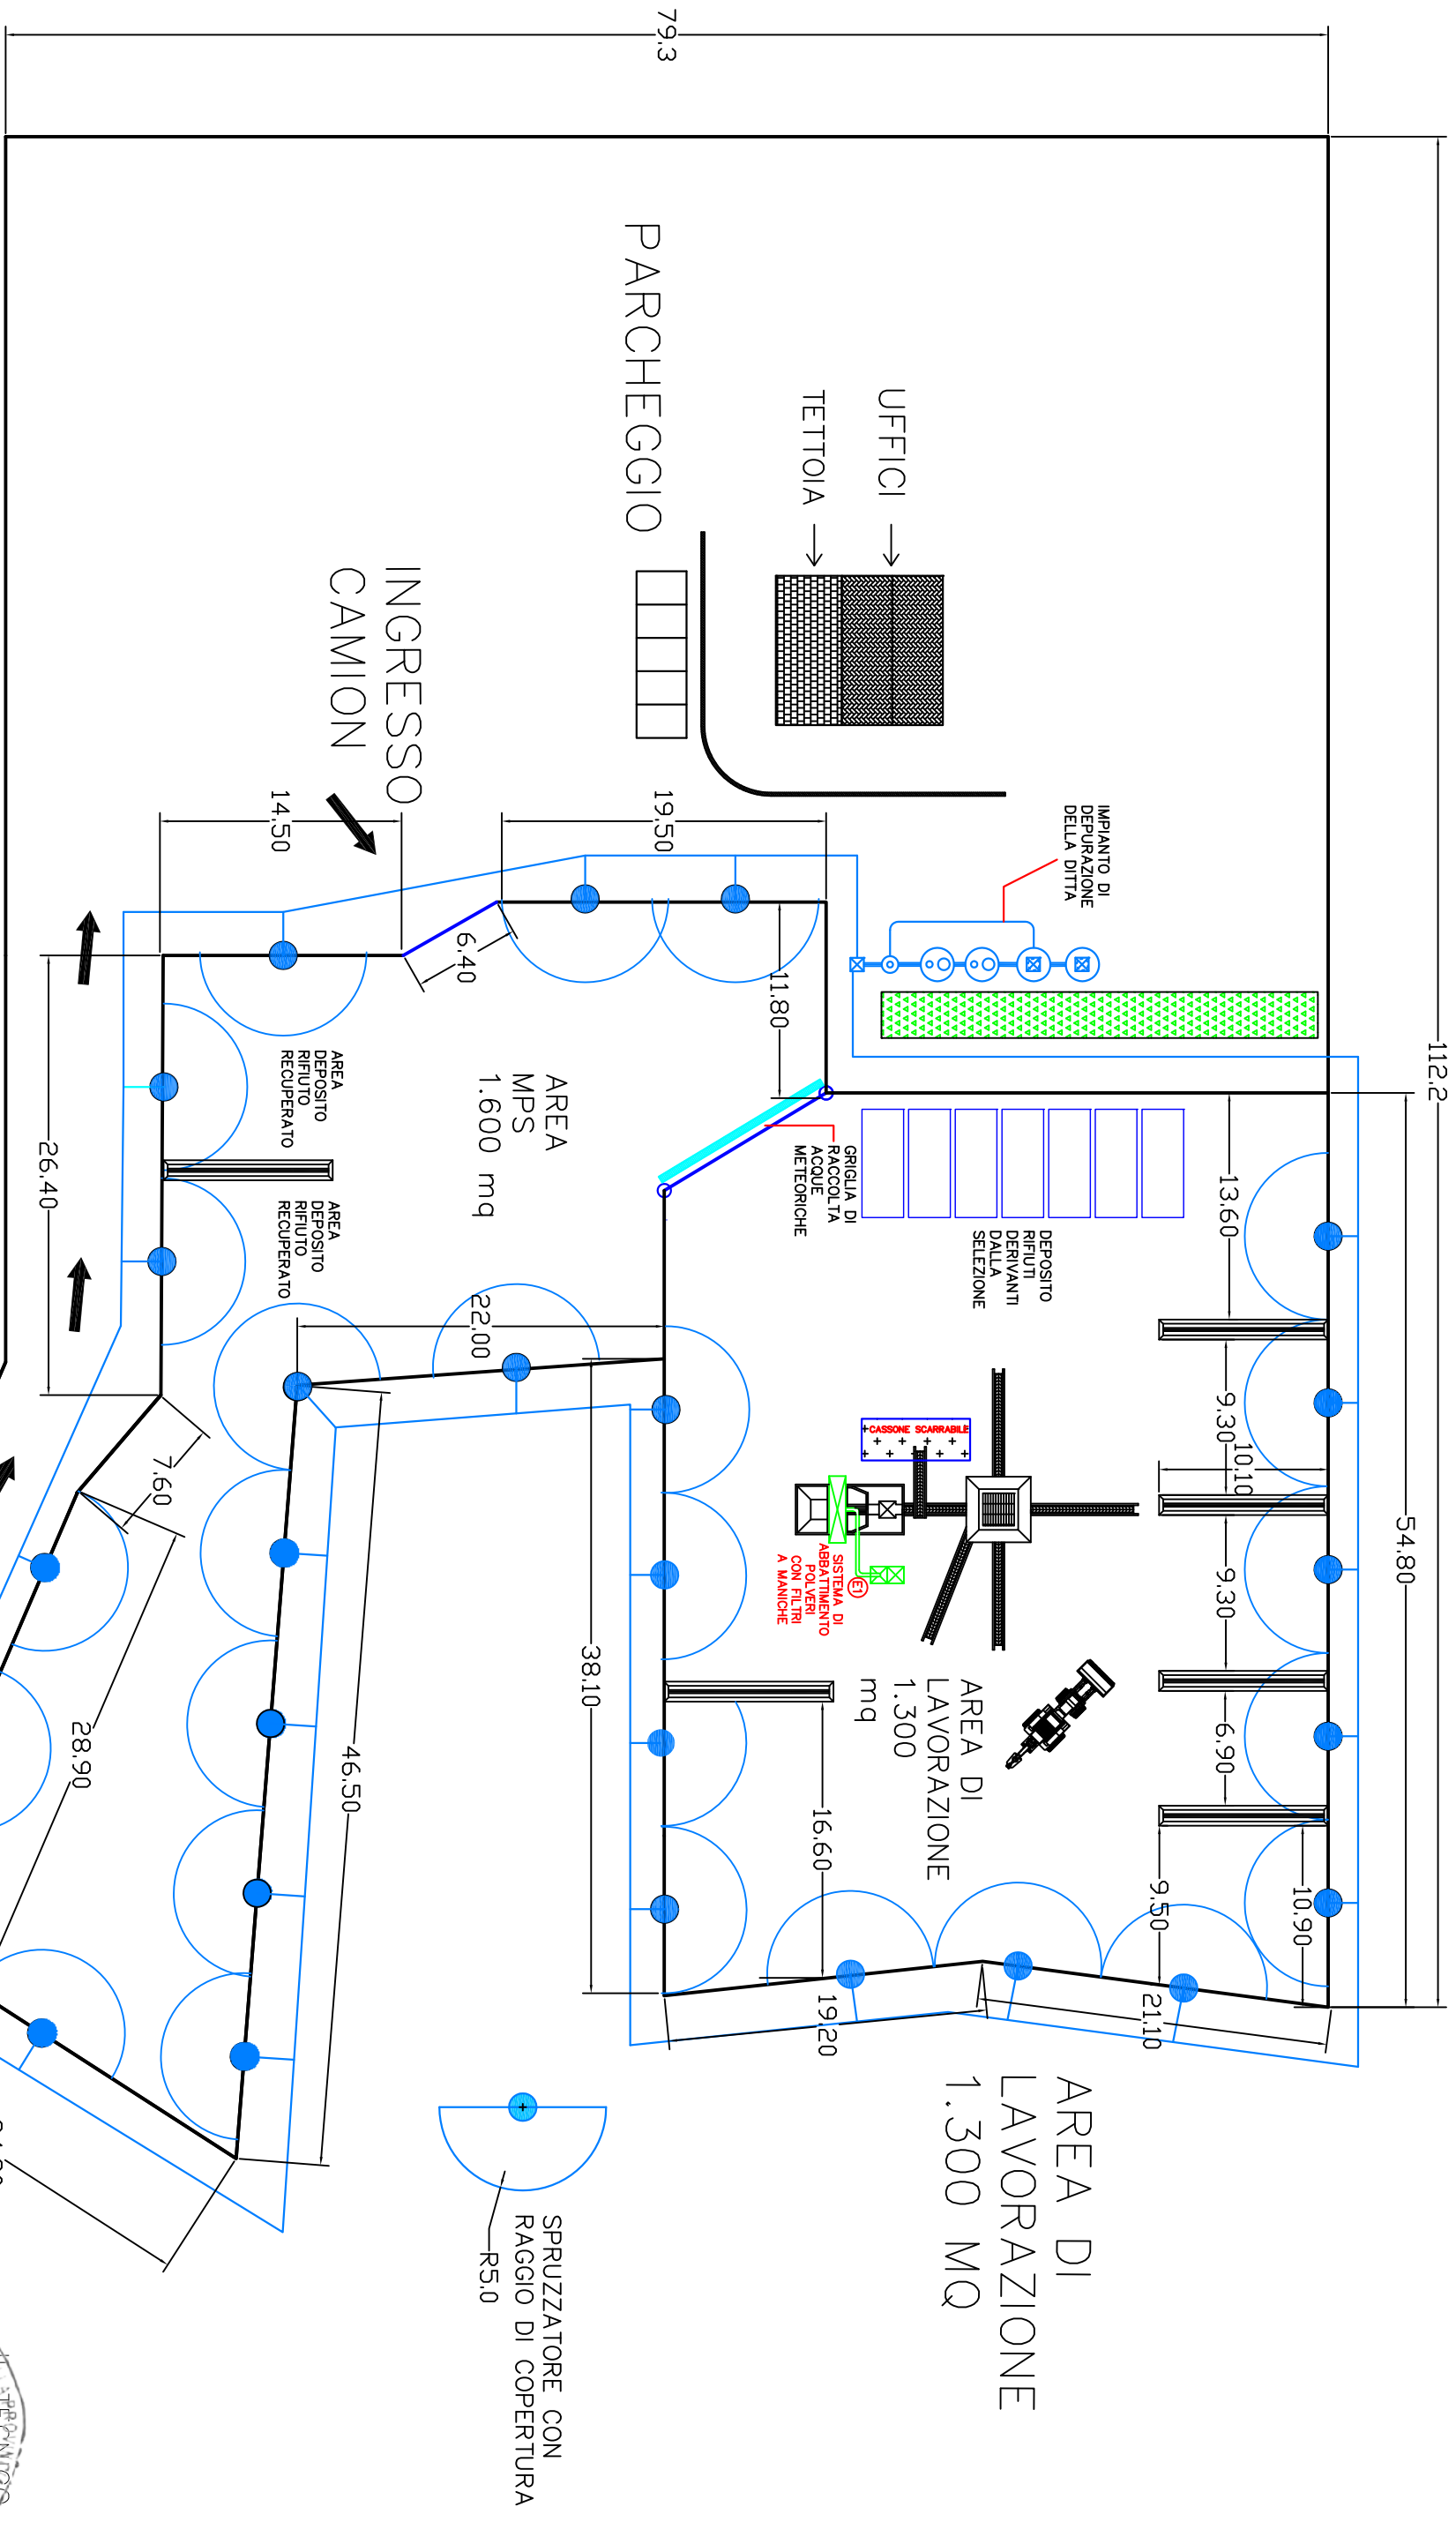 112.2
54.80
79.3
13.60
9.30
10.10
9.30
6.90
10.90
9.50
21.10
19.20
16.60
AREA DI
LAVORAZIONE
1.300 MQ
IMPIANTO DI
DEPURAZIONE
DELLA DITTA
UFFICI
TETTOIA
DEPOSITO
RIFIUTI
DERIVANTI
DALLA
SELEZIONE
GRIGLIA DI
RACCOLTA
ACQUE
METEORICHE
CASSONE SCARRABILE
E1
SISTEMA DI
ABBATTIMENTO
POLVERI
CON FILTRI
A MANICHE
AREA DI
LAVORAZIONE
1.300
mq
PARCHEGGIO
19.50
11.80
38.10
AREA
MPS
1.600 mq
6.40
22.00
SPRUZZATORE CON
RAGGIO DI COPERTURA
R5.0
INGRESSO
CAMION
14.50
AREA
DEPOSITO
RIFIUTO
RECUPERATO
AREA
DEPOSITO
RIFIUTO
RECUPERATO
46.50
26.40
7.60
28.90